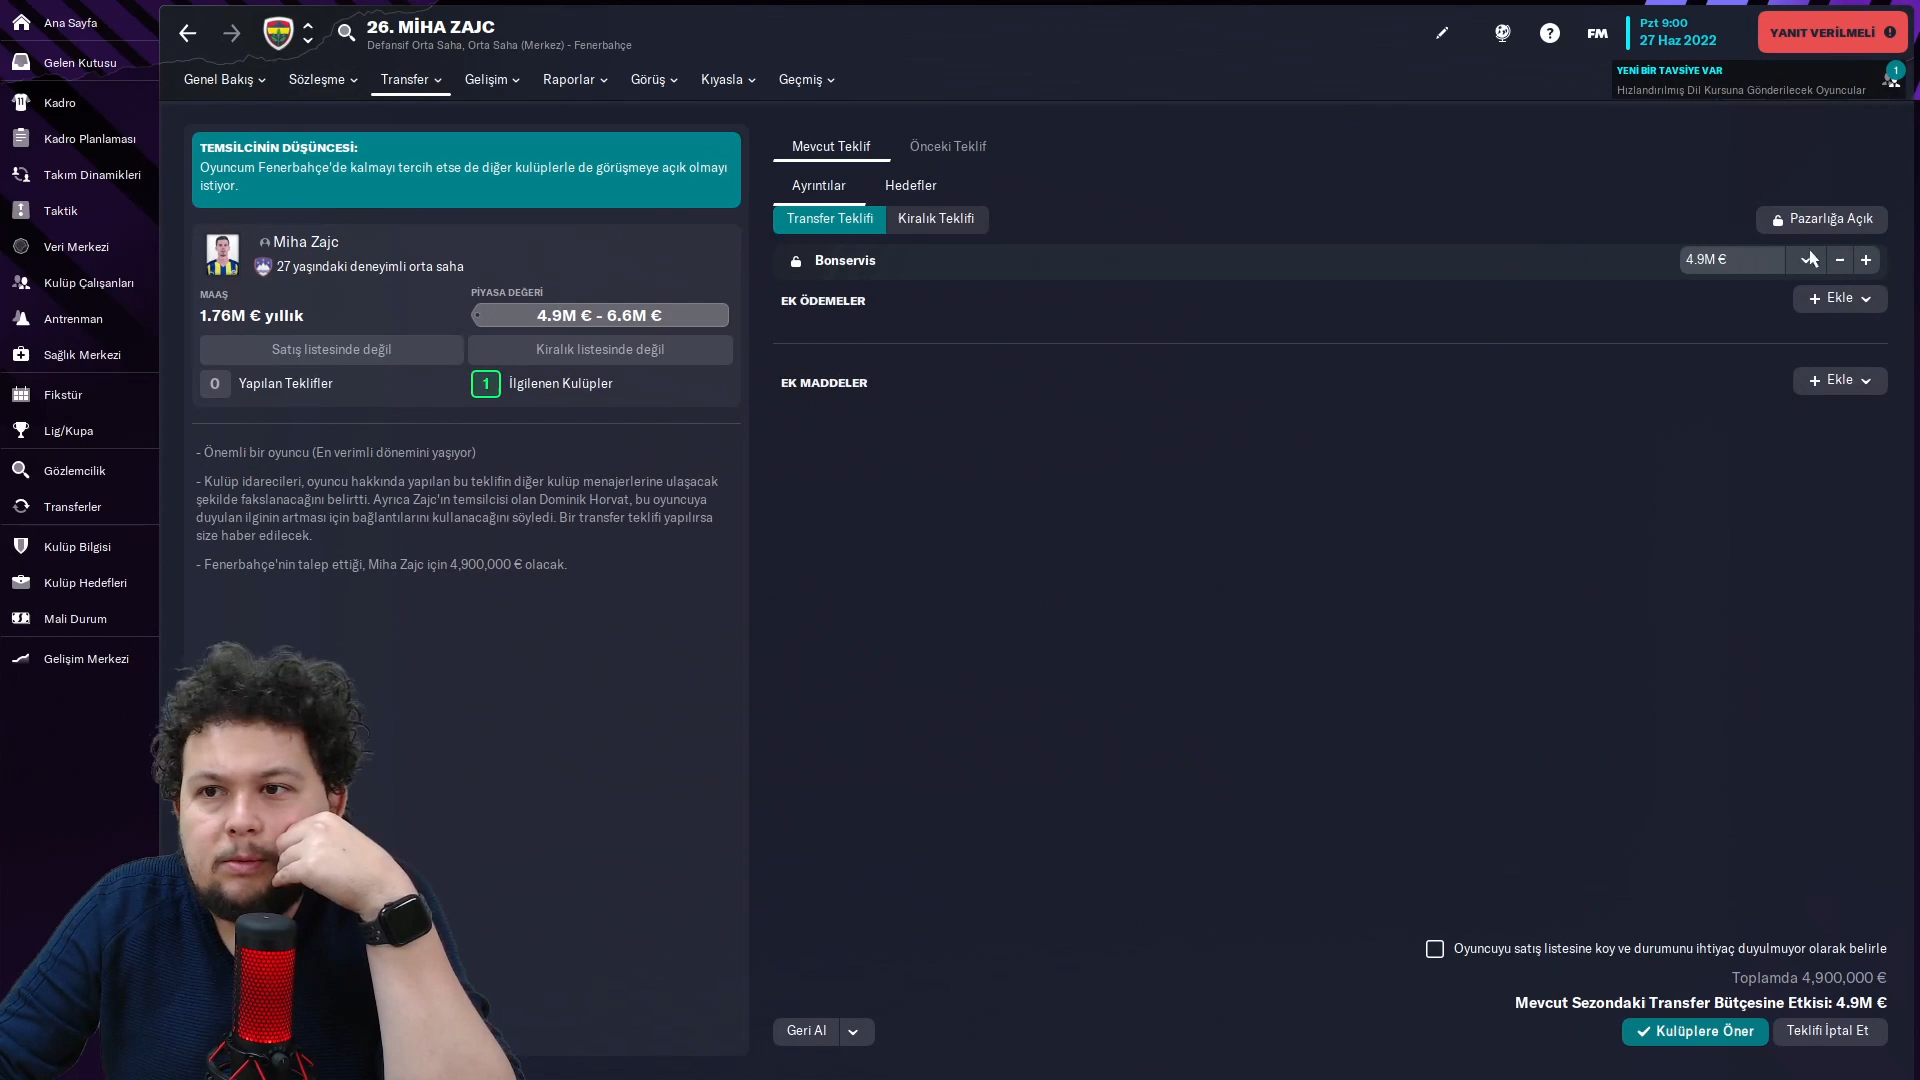 Ana Sayfa
Gelen Kutusu
Kadro
Kadro Planlaması
Takım Dinamikleri
Taktik
Veri Merkezi
Kulüp Çalışanları
Antrenman
Sağlık Merkezi
Fikstür
Lig/Kupa
Gözlemcilik
Transferler
Kulüp Bilgisi
Kulüp Hedefleri
Mali Durum
Gelişim Merkezi
26. MİHA ZAJC
Defansif Orta Saha, Orta Saha (Merkez) - Fenerbahçe
Genel Bakış
Sözleşme
Transfer
Gelişim
Raporlar
Görüş
Kıyasla
Geçmiş
FM
Pzt 9:00
27 Haz 2022
YANIT VERİLMELİ
YENİ BİR TAVSİYE VAR
1
Hızlandırılmış Dil Kursuna Gönderilecek Oyuncular
TEMSİLCİNİN DÜŞÜNCESİ:
Oyuncum Fenerbahçe'de kalmayı tercih etse de diğer kulüplerle de görüşmeye açık olmayı
istiyor.
Miha Zajc
27 yaşındaki deneyimli orta saha
MAAŞ
1.76M € yıllık
PİYASA DEĞERİ
4.9M € - 6.6M €
Satış listesinde değil
Kiralık listesinde değil
0 Yapılan Teklifler
1 İlgilenen Kulüpler
- Önemli bir oyuncu (En verimli dönemini yaşıyor)
- Kulüp idarecileri, oyuncu hakkında yapılan bu teklifin diğer kulüp menajerlerine ulaşacak
şekilde fakslanacağını belirtti. Ayrıca Zajc'ın temsilcisi olan Dominik Horvat, bu oyuncuya
duyulan ilginin artması için bağlantılarını kullanacağını söyledi. Bir transfer teklifi yapılırsa
size haber edilecek.
- Fenerbahçe'nin talep ettiği, Miha Zajc için 4,900,000 € olacak.
Mevcut Teklif
Önceki Teklif
Ayrıntılar
Hedefler
Transfer Teklifi
Kiralık Teklifi
Pazarlığa Açık
Bonservis
4.9M €
EK ÖDEMELER
Ekle
EK MADDELER
Ekle
Oyuncuyu satış listesine koy ve durumunu ihtiyaç duyulmuyor olarak belirle
Toplamda 4,900,000 €
Mevcut Sezondaki Transfer Bütçesine Etkisi: 4.9M €
Geri Al
Kulüplere Öner
Teklifi İptal Et